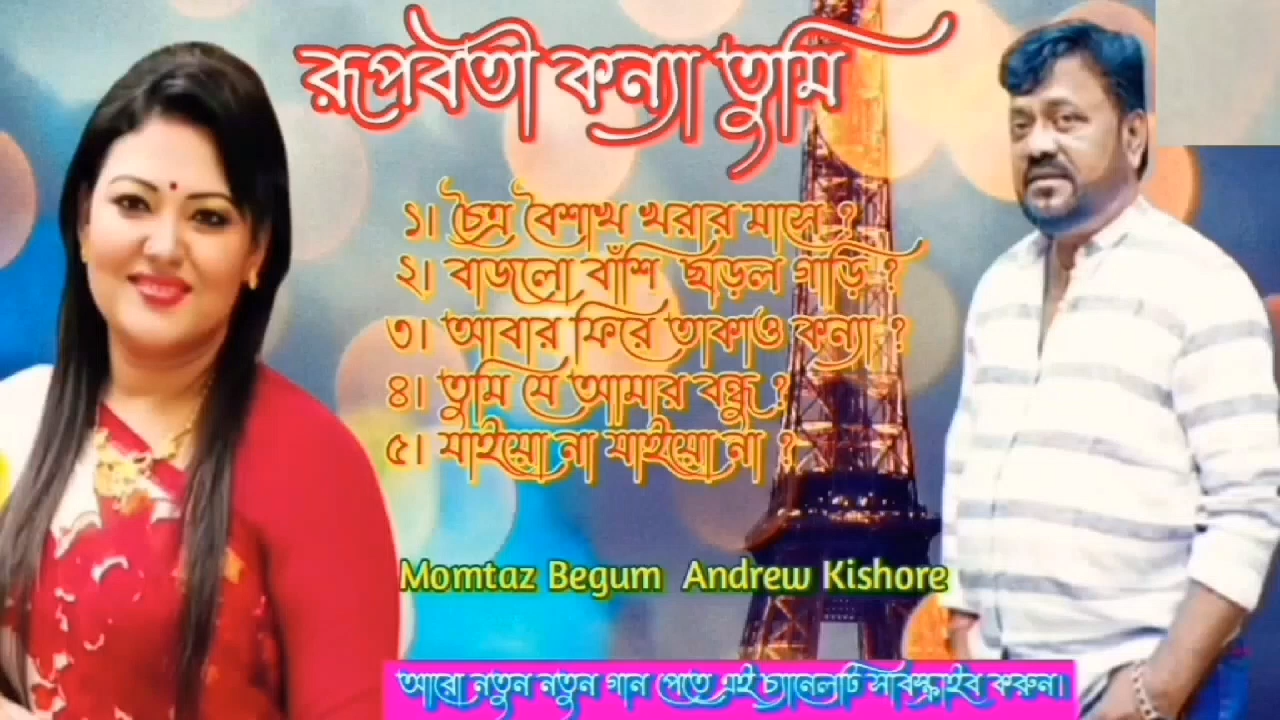 রূপবতী কন্যা তুমি
১। চৈত্র বৈশাখ খরার মাসে ?
২। বাজলো বাঁশি ছাড়ল গাড়ি ?
৩। আবার ফিরে তাকাও কন্যা ?
৪। তুমি যে আমার বন্ধু ?
৫। যাইয়ো না যাইয়ো না ?
Momtaz Begum Andrew Kishore
আরো নতুন নতুন গান পেতে এই চ্যানেলটি সাবস্ক্রাইব করুন।